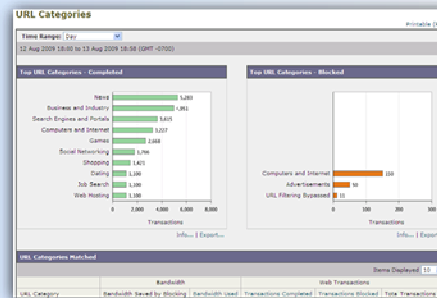 URL Categories
Printable
Time Range: Day
12 Aug 2009 18:00 to 13 Aug 2009 18:58 (GMT -0700)
Top URL Categories - Completed
News
Business and Industry
Search Engines and Portals
Computers and Internet
Games
Social Networking
Shopping
Dating
Job Search
Web Hosting
0 2,000 4,000 6,000 8,000
Transactions
Info... | Export...
Top URL Categories - Blocked
Computers and Internet
Advertisements 50
URL Filtering Bypassed
0 100 200 300
Transactions
Info... | Export
URL Categories Matched
Items Displayed 10
Bandwidth Web Transactions
URL Category Bandwidth Saved by Blocking Bandwidth Used Transactions Completed Transactions Blocked Total Transactions